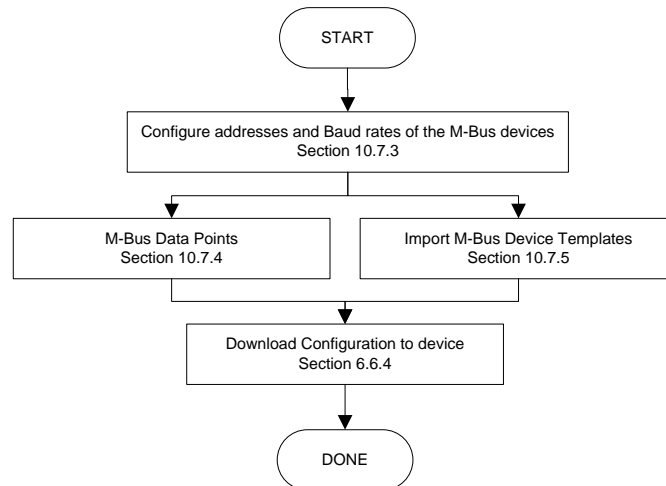 START
Configure addresses and Baud rates of the M-Bus devices
Section 10.7.3
M-Bus Data Points
Section 10.7.4
Import M-Bus Device Templates
Section 10.7.5
Download Configuration to device
Section 6.6.4
DONE